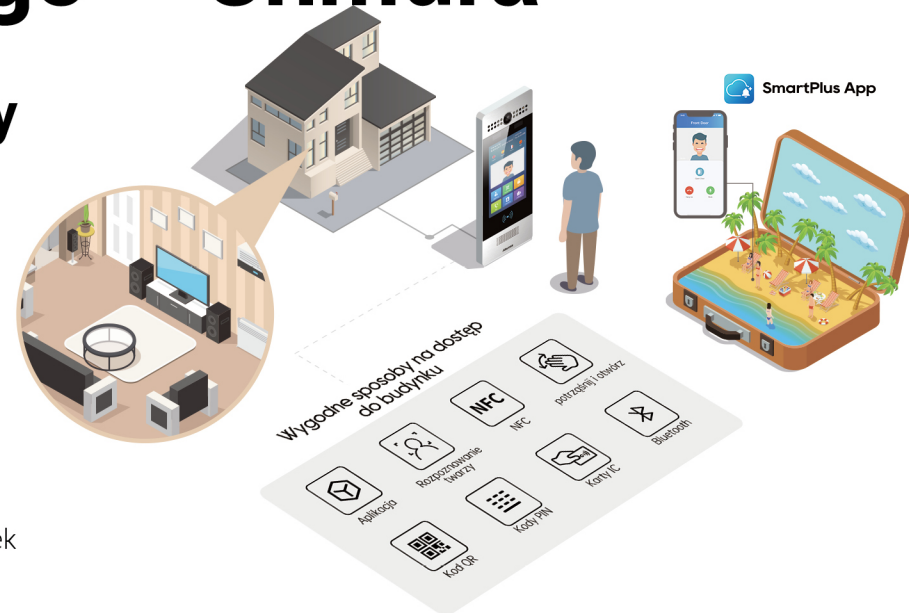 SmartPlus App
Wygodne sposoby na dostęp
do budynku
Aplikacja
Rozpoznawanie
twarzy
NFC
NFC
potrząśnij i otwórz
Kod QR
Kody PIN
Karty IC
Bluetooth